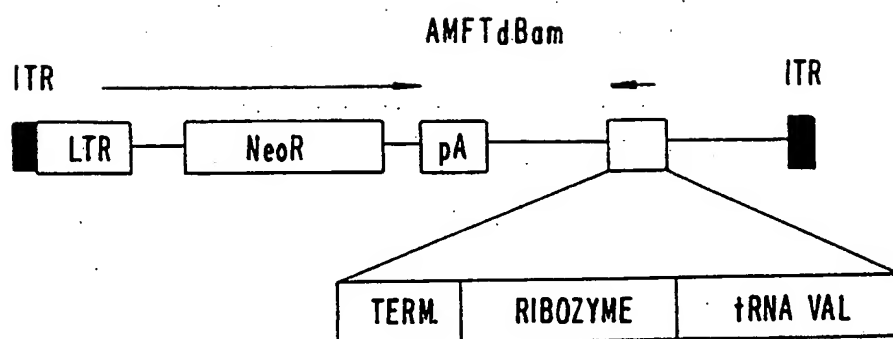 AMFTdBam
ITR
ITR
LTR
NeoR
pA
TERM.
RIBOZYME
tRNA VAL